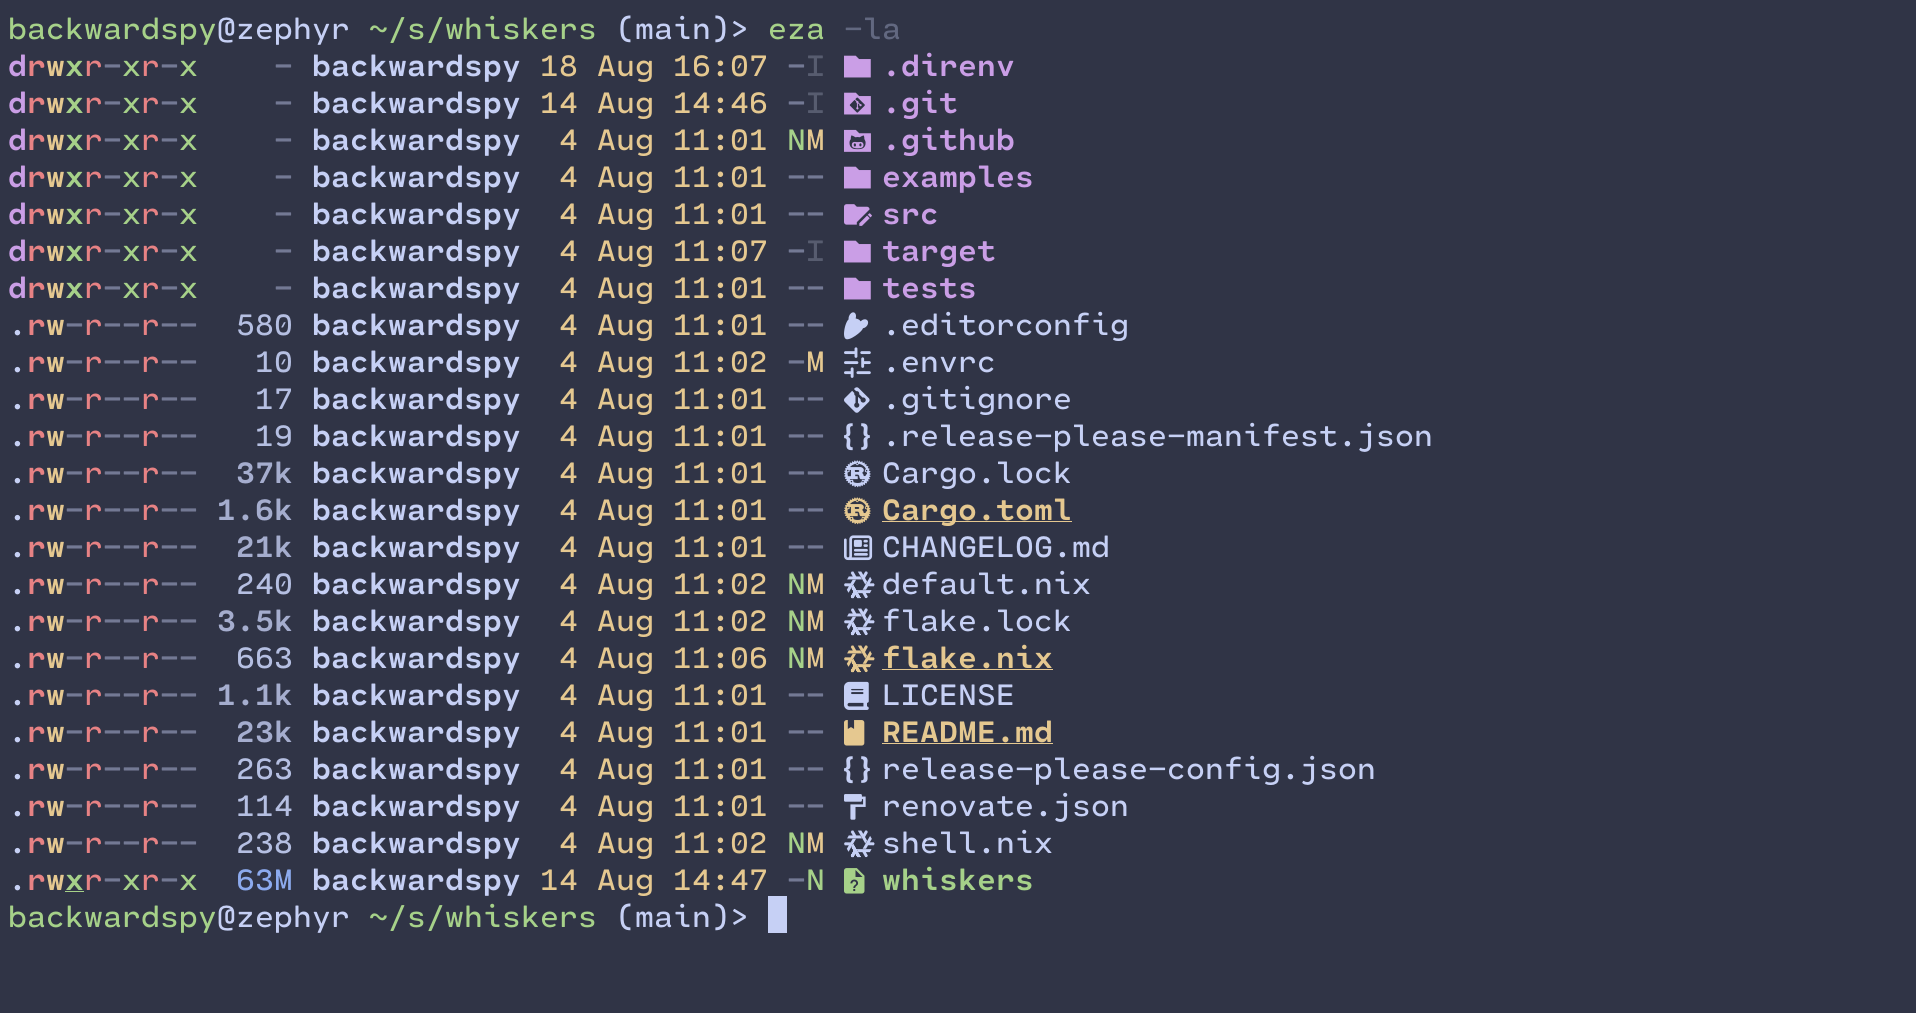 backwardspy@zephyr ~/s/whiskers (main)> eza -la
drwxr-xr-x    - backwardspy 18 Aug 16:07 -I .direnv
drwxr-xr-x    - backwardspy 14 Aug 14:46 -I .git
drwxr-xr-x    - backwardspy  4 Aug 11:01 NM .github
drwxr-xr-x    - backwardspy  4 Aug 11:01 -- examples
drwxr-xr-x    - backwardspy  4 Aug 11:01 -- src
drwxr-xr-x    - backwardspy  4 Aug 11:07 -I target
drwxr-xr-x    - backwardspy  4 Aug 11:01 -- tests
.rw-r--r--  580 backwardspy  4 Aug 11:01 -- .editorconfig
.rw-r--r--   10 backwardspy  4 Aug 11:02 -M .envrc
.rw-r--r--   17 backwardspy  4 Aug 11:01 -- .gitignore
.rw-r--r--   19 backwardspy  4 Aug 11:01 -- {} .release-please-manifest.json
.rw-r--r--  37k backwardspy  4 Aug 11:01 -- Cargo.lock
.rw-r--r-- 1.6k backwardspy  4 Aug 11:01 -- Cargo.toml
.rw-r--r--  21k backwardspy  4 Aug 11:01 -- CHANGELOG.md
.rw-r--r--  240 backwardspy  4 Aug 11:02 NM default.nix
.rw-r--r-- 3.5k backwardspy  4 Aug 11:02 NM flake.lock
.rw-r--r--  663 backwardspy  4 Aug 11:06 NM flake.nix
.rw-r--r-- 1.1k backwardspy  4 Aug 11:01 -- LICENSE
.rw-r--r--  23k backwardspy  4 Aug 11:01 -- README.md
.rw-r--r--  263 backwardspy  4 Aug 11:01 -- {} release-please-config.json
.rw-r--r--  114 backwardspy  4 Aug 11:01 -- renovate.json
.rw-r--r--  238 backwardspy  4 Aug 11:02 NM shell.nix
.rwxr-xr-x  63M backwardspy 14 Aug 14:47 -N whiskers
backwardspy@zephyr ~/s/whiskers (main)>